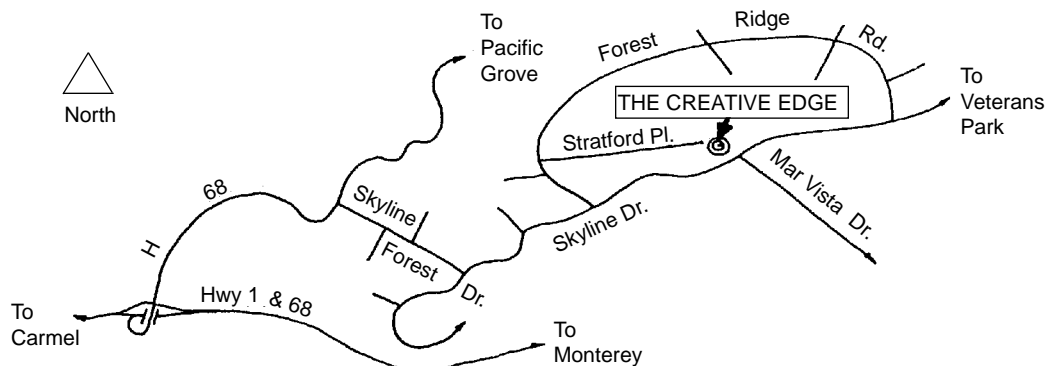 To
Pacific
Grove
North
Forest Ridge Rd.
THE CREATIVE EDGE
To
Veterans
Park
Stratford Pl.
Mar Vista Dr.
Skyline Dr.
H 68
Skyline
Forest Dr.
Hwy 1 & 68
To
Carmel
To
Monterey